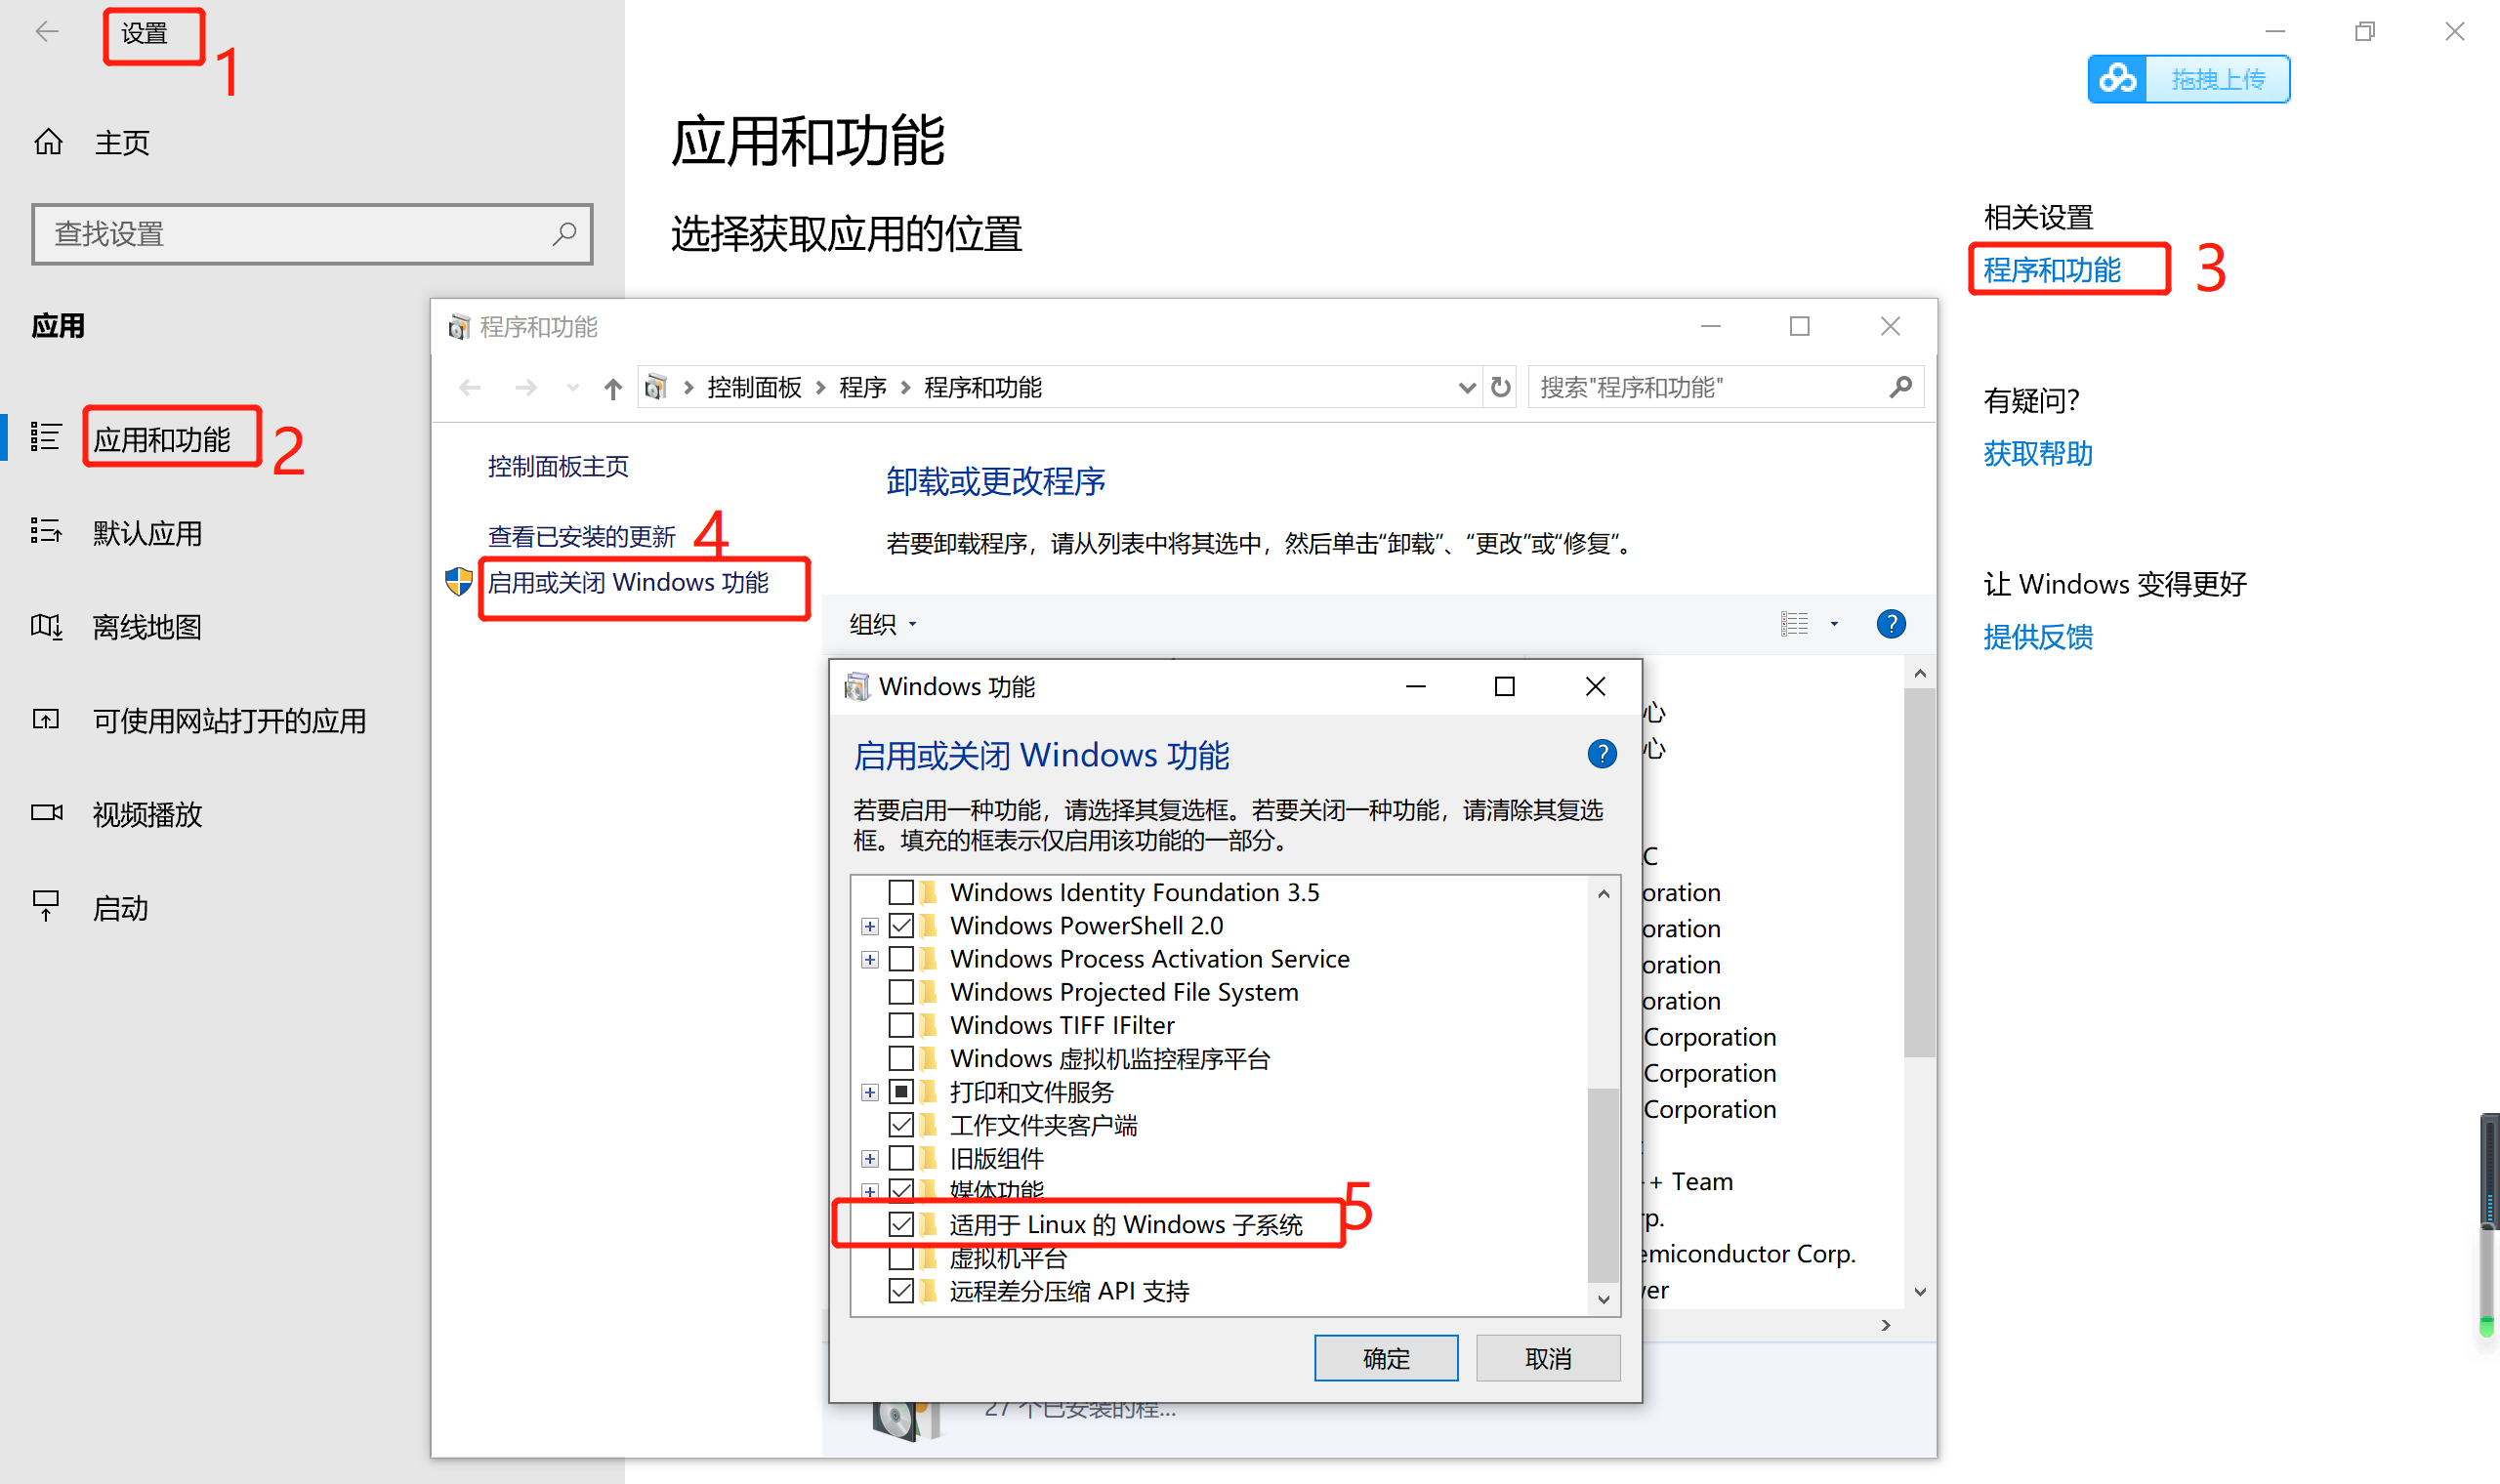 设置
1
主页
查找设置
应用
应用和功能
2
默认应用
离线地图
可使用网站打开的应用
视频播放
启动
应用和功能
选择获取应用的位置
拖拽上传
相关设置
程序和功能
3
有疑问?
获取帮助
让 Windows 变得更好
提供反馈
程序和功能
控制面板 程序 程序和功能
搜索"程序和功能"
控制面板主页
查看已安装的更新
4
启用或关闭 Windows 功能
卸载或更改程序
若要卸载程序，请从列表中将其选中，然后单击“卸载”、“更改”或“修复”。
组织
Windows 功能
启用或关闭 Windows 功能
若要启用一种功能，请选择其复选框。若要关闭一种功能，请清除其复选
框。填充的框表示仅启用该功能的一部分。
Windows Identity Foundation 3.5
Windows PowerShell 2.0
Windows Process Activation Service
Windows Projected File System
Windows TIFF IFilter
Windows 虚拟机监控程序平台
打印和文件服务
工作文件夹客户端
旧版组件
媒体功能
适用于 Linux 的 Windows 子系统
5
虚拟机平台
远程差分压缩 API 支持
确定
取消
心
心
C
oration
oration
oration
oration
Corporation
Corporation
Corporation
+ Team
rp.
emiconductor Corp.
ver
27 个已安装的程...